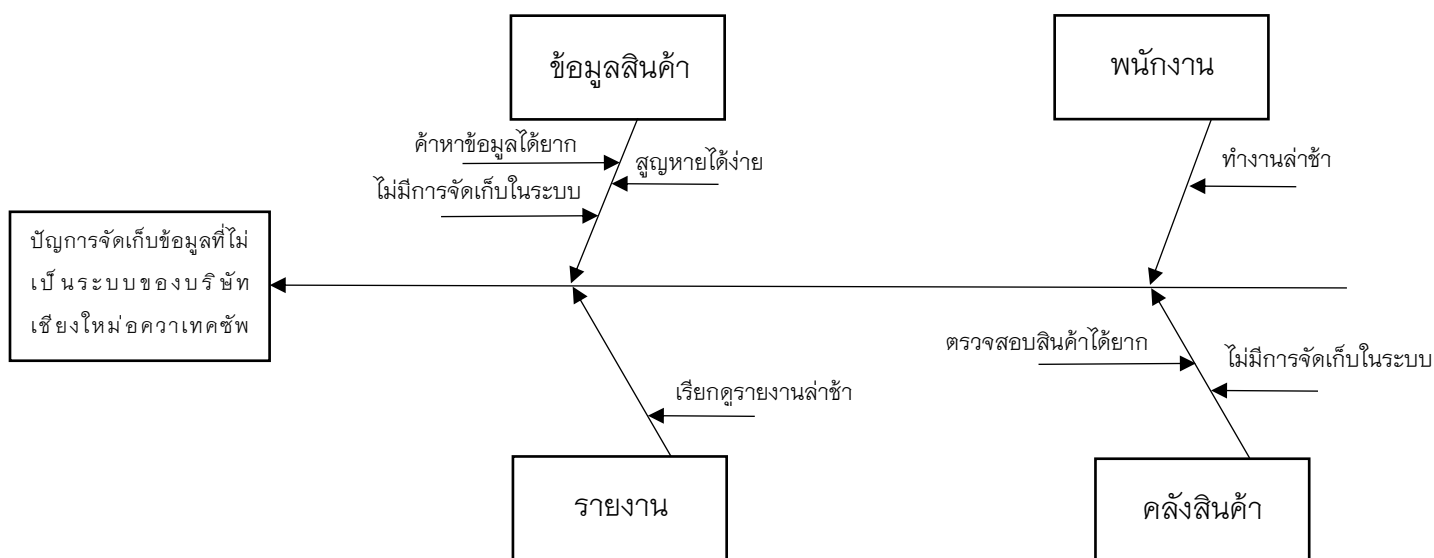 ข้อมูลสินค้า
พนักงาน
ค้าหาข้อมูลได้ยาก
สูญหายได้ง่าย
ไม่มีการจัดเก็บในระบบ
ทำงานล่าช้า
ปัญการจัดเก็บข้อมูลที่ไม่
เป็นระบบของบริษัท
เชียงใหม่อควาเทคซัพ
ตรวจสอบสินค้าได้ยาก
ไม่มีการจัดเก็บในระบบ
เรียกดูรายงานล่าช้า
รายงาน
คลังสินค้า